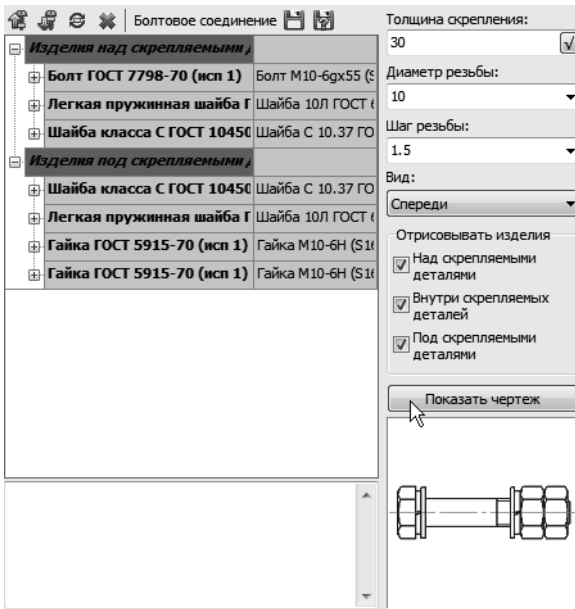 Болтовое соединение
Изделия над скрепляемыми
Болт ГОСТ 7798-70 (исп 1) Болт М10-6gx55 (S
Легкая пружинная шайба Г Шайба 10Л ГОСТ 6
Шайба класса С ГОСТ 10450 Шайба С 10.37 ГО
Изделия под скрепляемыми
Шайба класса С ГОСТ 10450 Шайба С 10.37 ГО
Легкая пружинная шайба Г Шайба 10Л ГОСТ 6
Гайка ГОСТ 5915-70 (исп 1) Гайка М10-6Н (S16
Гайка ГОСТ 5915-70 (исп 1) Гайка М10-6Н (S16
Толщина скрепления:
30
Диаметр резьбы:
10
Шаг резьбы:
1.5
Вид:
Спереди
Отрисовывать изделия
Над скрепляемыми
деталями
Внутри скрепляемых
деталей
Под скрепляемыми
деталями
Показать чертеж